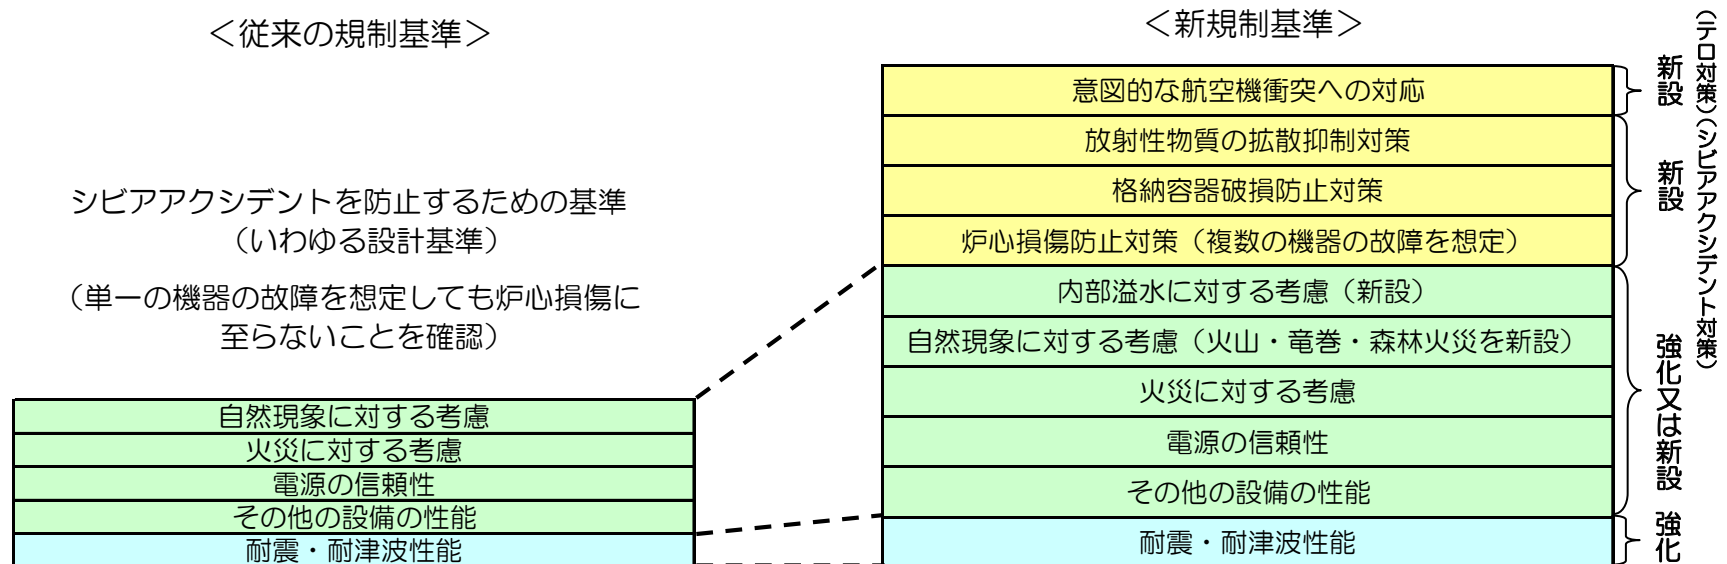 ＜従来の規制基準＞
シビアアクシデントを防止するための基準
（いわゆる設計基準）
（単一の機器の故障を想定しても炉心損傷に
至らないことを確認）
自然現象に対する考慮
火災に対する考慮
電源の信頼性
その他の設備の性能
耐震・耐津波性能
＜新規制基準＞
意図的な航空機衝突への対応
放射性物質の拡散抑制対策
格納容器破損防止対策
炉心損傷防止対策（複数の機器の故障を想定）
内部溢水に対する考慮（新設）
自然現象に対する考慮（火山・竜巻・森林火災を新設）
火災に対する考慮
電源の信頼性
その他の設備の性能
耐震・耐津波性能
新設
（テロ対策）
新設
（シビアアクシデント対策）
強化又は新設
強化